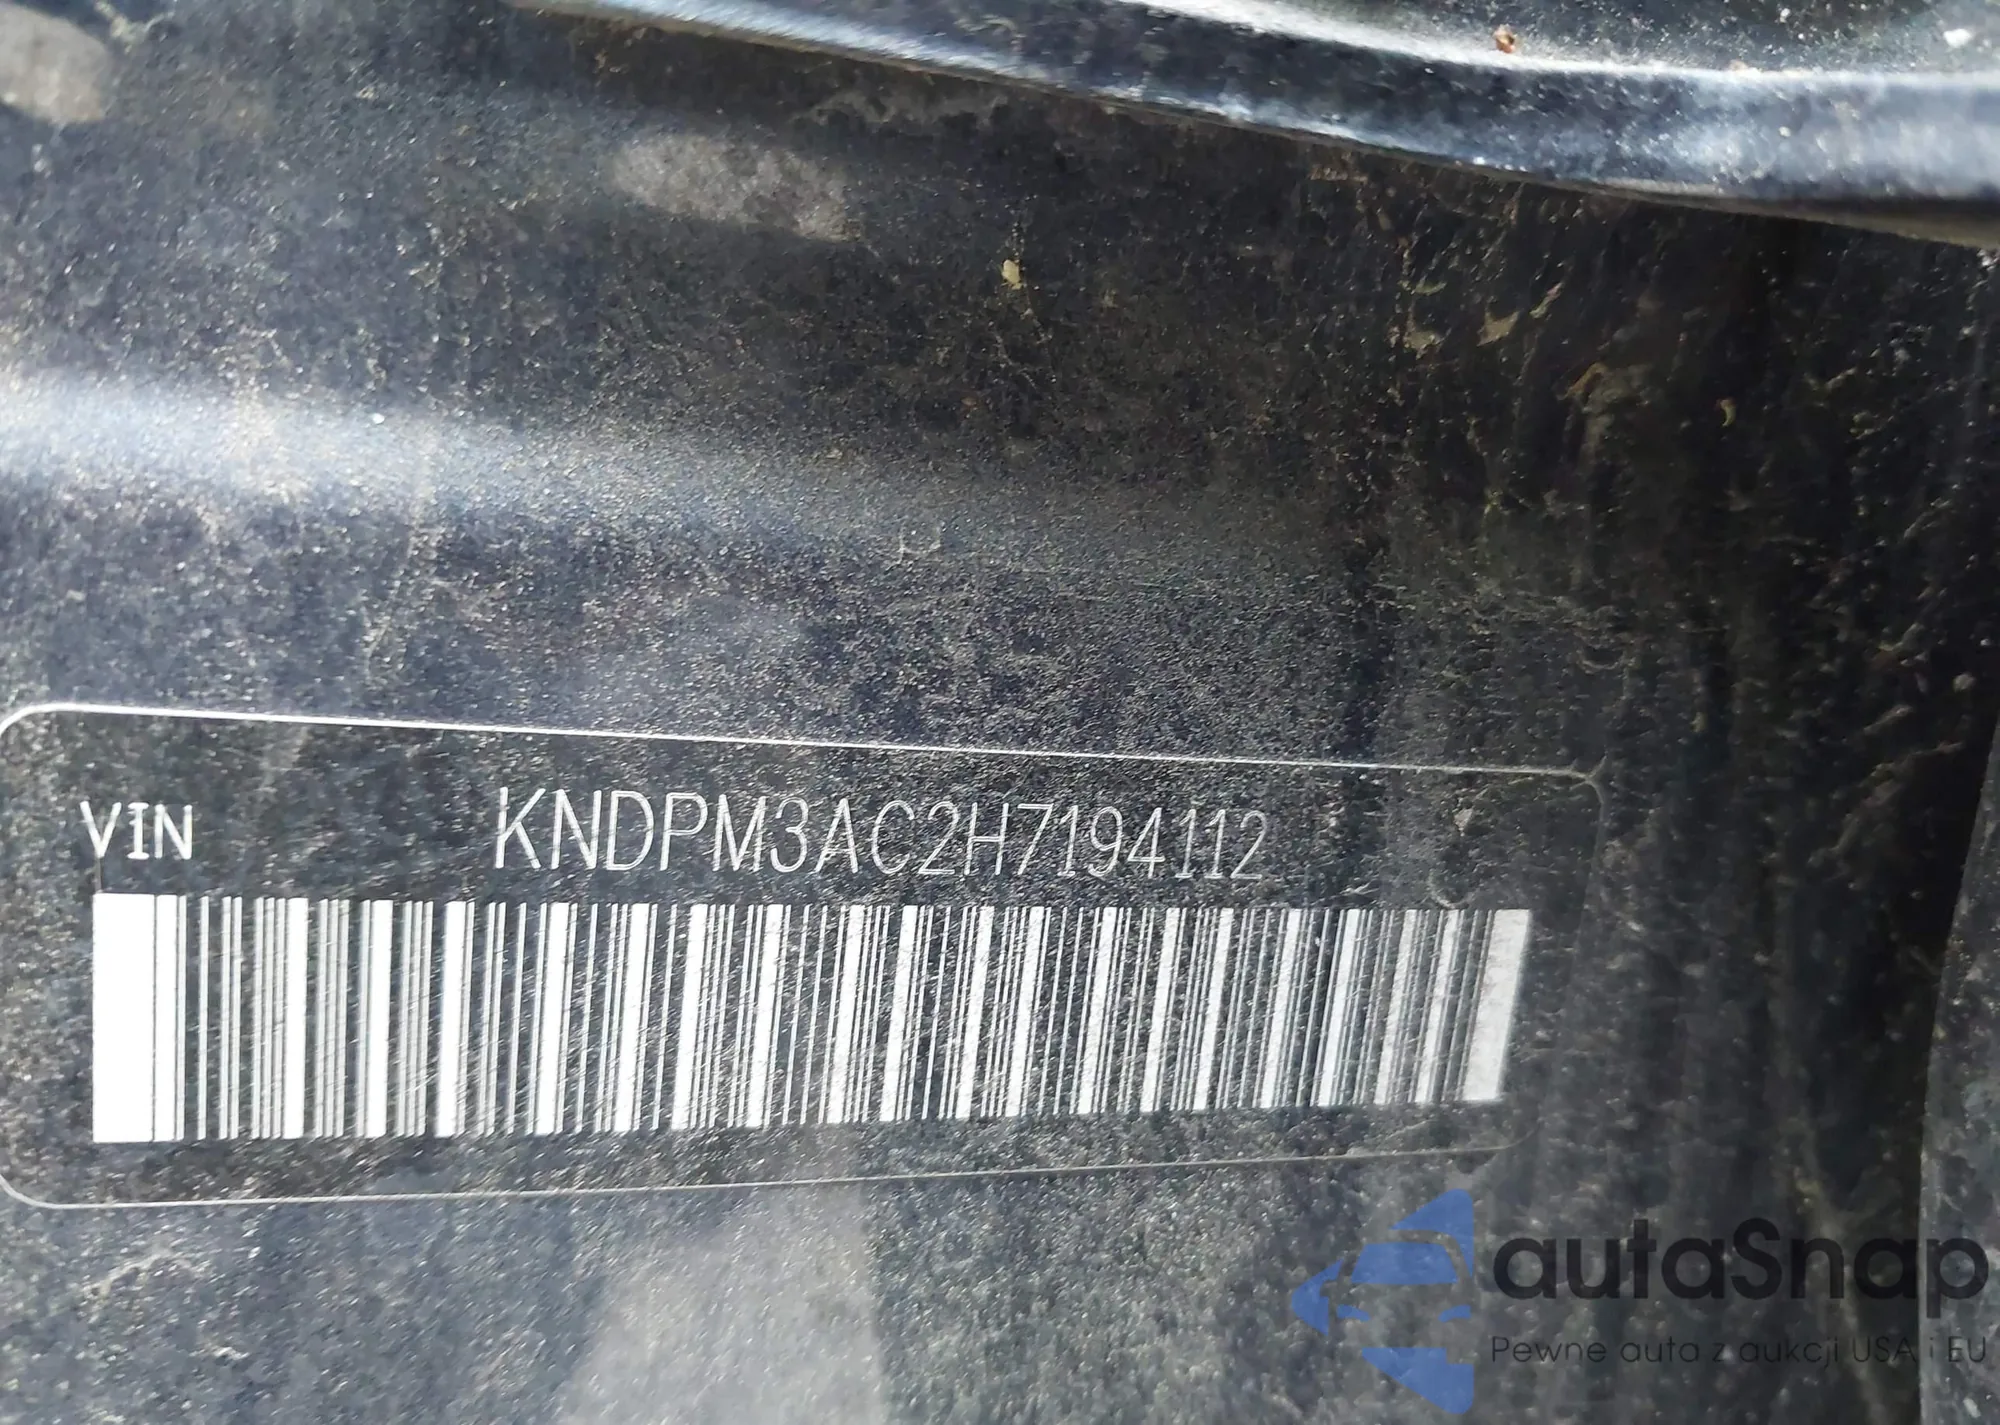 VIN KNDPM3AC2H7194112
autaSnap
Pewne auta z aukcji USA i EU